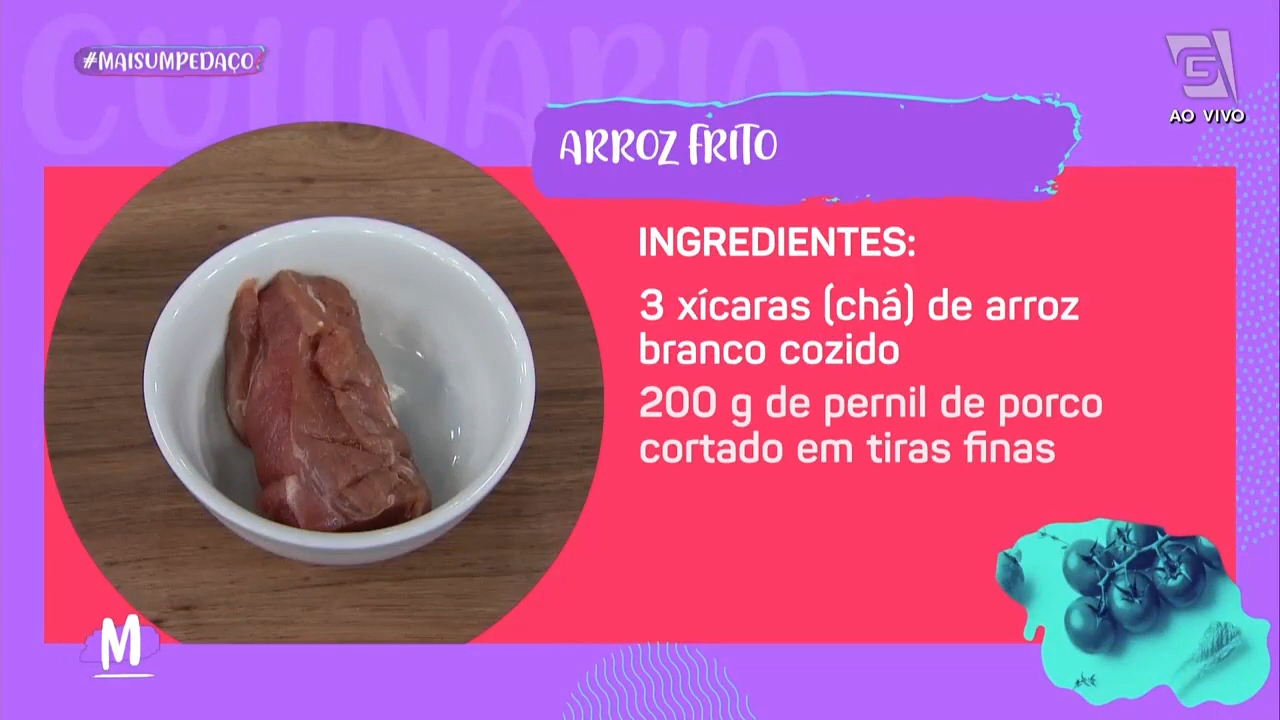 CULINÁRIA
#MAISUMPEDAÇO
G
AO VIVO
ARROZ FRITO
INGREDIENTES:
3 xícaras (chá) de arroz
branco cozido
200 g de pernil de porco
cortado em tiras finas
M